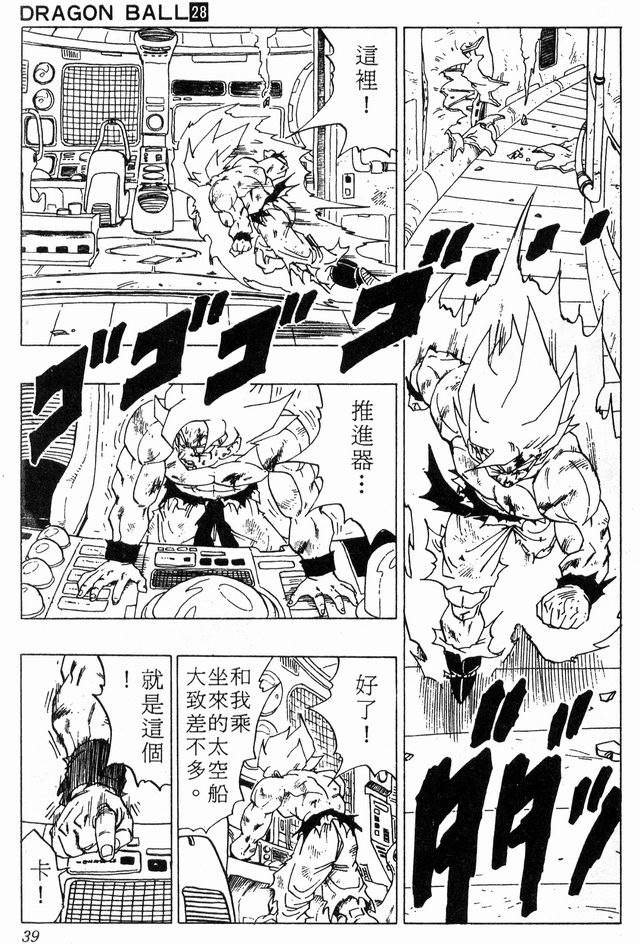 DRAGON BALL 28
ダダダッ
這裡！
ゴゴゴゴ
推進器…
好了！
和我乘
坐來的太空船
大致差不多。
就是這個
！
卡！
39